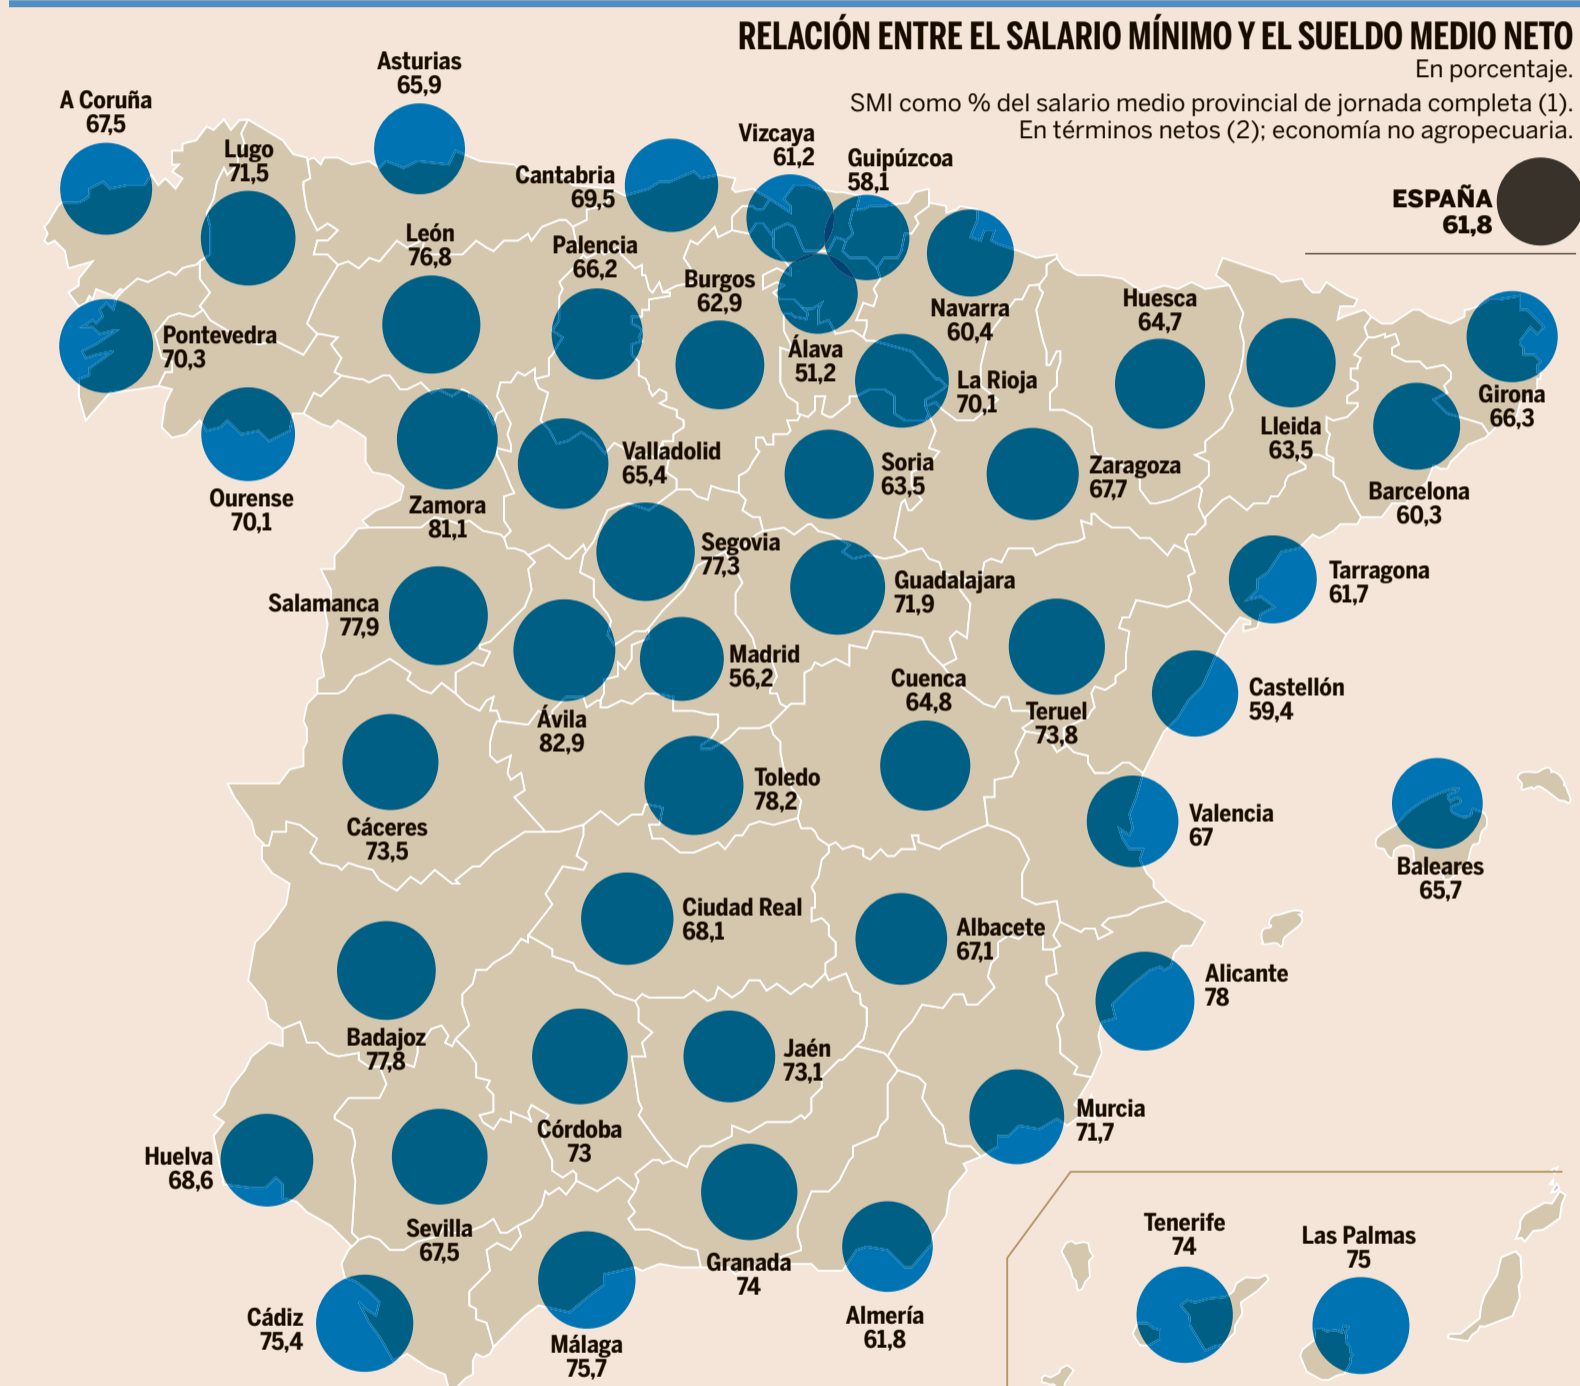 RELACIÓN ENTRE EL SALARIO MÍNIMO Y EL SUELDO MEDIO NETO
En porcentaje.
SMI como % del salario medio provincial de jornada completa (1).
En términos netos (2); economía no agropecuaria.
ESPAÑA
61,8
A Coruña
67,5
Lugo
71,5
Asturias
65,9
Cantabria
69,5
Vizcaya
61,2
Guipúzcoa
58,1
León
76,8
Palencia
66,2
Burgos
62,9
Álava
51,2
Navarra
60,4
La Rioja
70,1
Huesca
64,7
Lleida
63,5
Girona
66,3
Barcelona
60,3
Pontevedra
70,3
Ourense
70,1
Zamora
81,1
Valladolid
65,4
Soria
63,5
Zaragoza
67,7
Segovia
77,3
Guadalajara
71,9
Tarragona
61,7
Salamanca
77,9
Ávila
82,9
Madrid
56,2
Cuenca
64,8
Teruel
73,8
Castellón
59,4
Cáceres
73,5
Toledo
78,2
Valencia
67
Baleares
65,7
Ciudad Real
68,1
Albacete
67,1
Alicante
78
Badajoz
77,8
Córdoba
73
Jaén
73,1
Murcia
71,7
Huelva
68,6
Sevilla
67,5
Granada
74
Almería
61,8
Cádiz
75,4
Málaga
75,7
Tenerife
74
Las Palmas
75